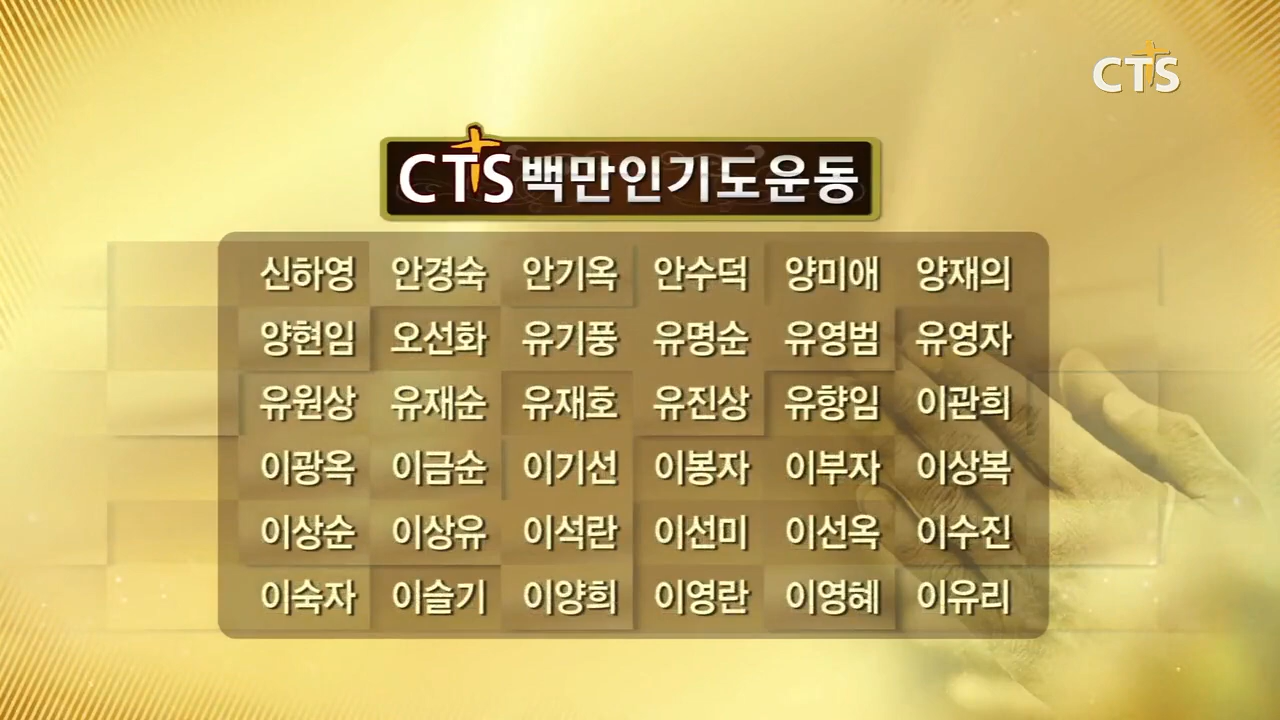 CTS
CTS백만인기도운동
신하영 안경숙 안기옥 안수덕 양미애 양재의
양현임 오선화 유기풍 유명순 유영범 유영자
유원상 유재순 유재호 유진상 유향임 이관희
이광옥 이금순 이기선 이봉자 이부자 이상복
이상순 이상유 이석란 이선미 이선옥 이수진
이숙자 이슬기 이양희 이영란 이영혜 이유리